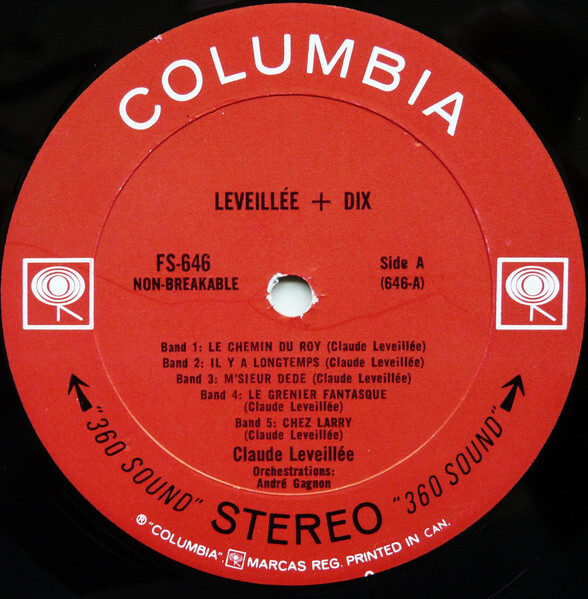 COLUMBIA
LEVEILLÉE + DIX
FS-646
NON-BREAKABLE
Side A
(646-A)
Band 1: LE CHEMIN DU ROY (Claude Leveillée)
Band 2: IL Y A LONGTEMPS (Claude Leveillée)
Band 3: M'SIEUR DEDE (Claude Leveillée)
Band 4: LE GRENIER FANTASQUE
(Claude Leveillée)
Band 5: CHEZ LARRY
(Claude Leveillée)
Claude Leveillée
Orchestrations:
André Gagnon
"360 SOUND" STEREO "360 SOUND"
® "COLUMBIA", MARCAS REG. PRINTED IN CAN.